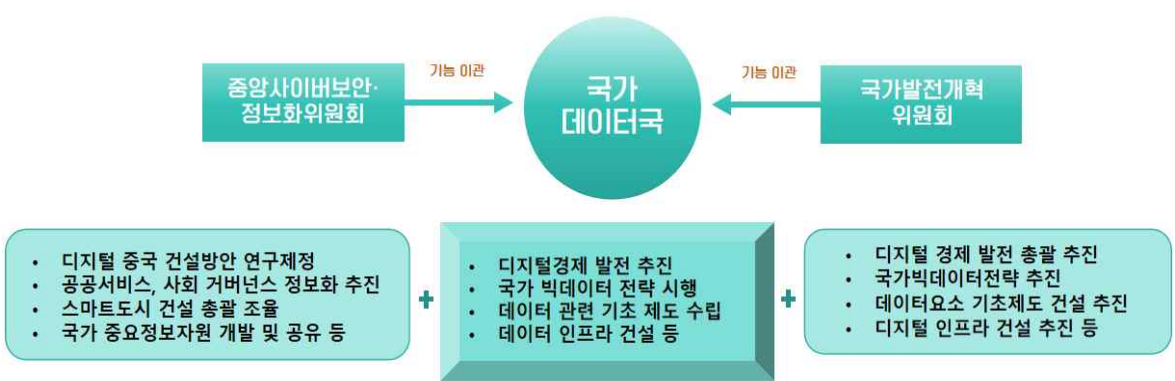 중앙사이버보안·
정보화위원회
기능 이관
국가
데이터국
기능 이관
국가발전개혁
위원회
• 디지털 중국 건설방안 연구제정
• 공공서비스, 사회 거버넌스 정보화 추진
• 스마트도시 건설 총괄 조율
• 국가 중요정보자원 개발 및 공유 등
+
• 디지털경제 발전 추진
• 국가 빅데이터 전략 시행
• 데이터 관련 기초 제도 수립
• 데이터 인프라 건설 등
+
• 디지털 경제 발전 총괄 추진
• 국가빅데이터전략 추진
• 데이터요소 기초제도 건설 추진
• 디지털 인프라 건설 추진 등